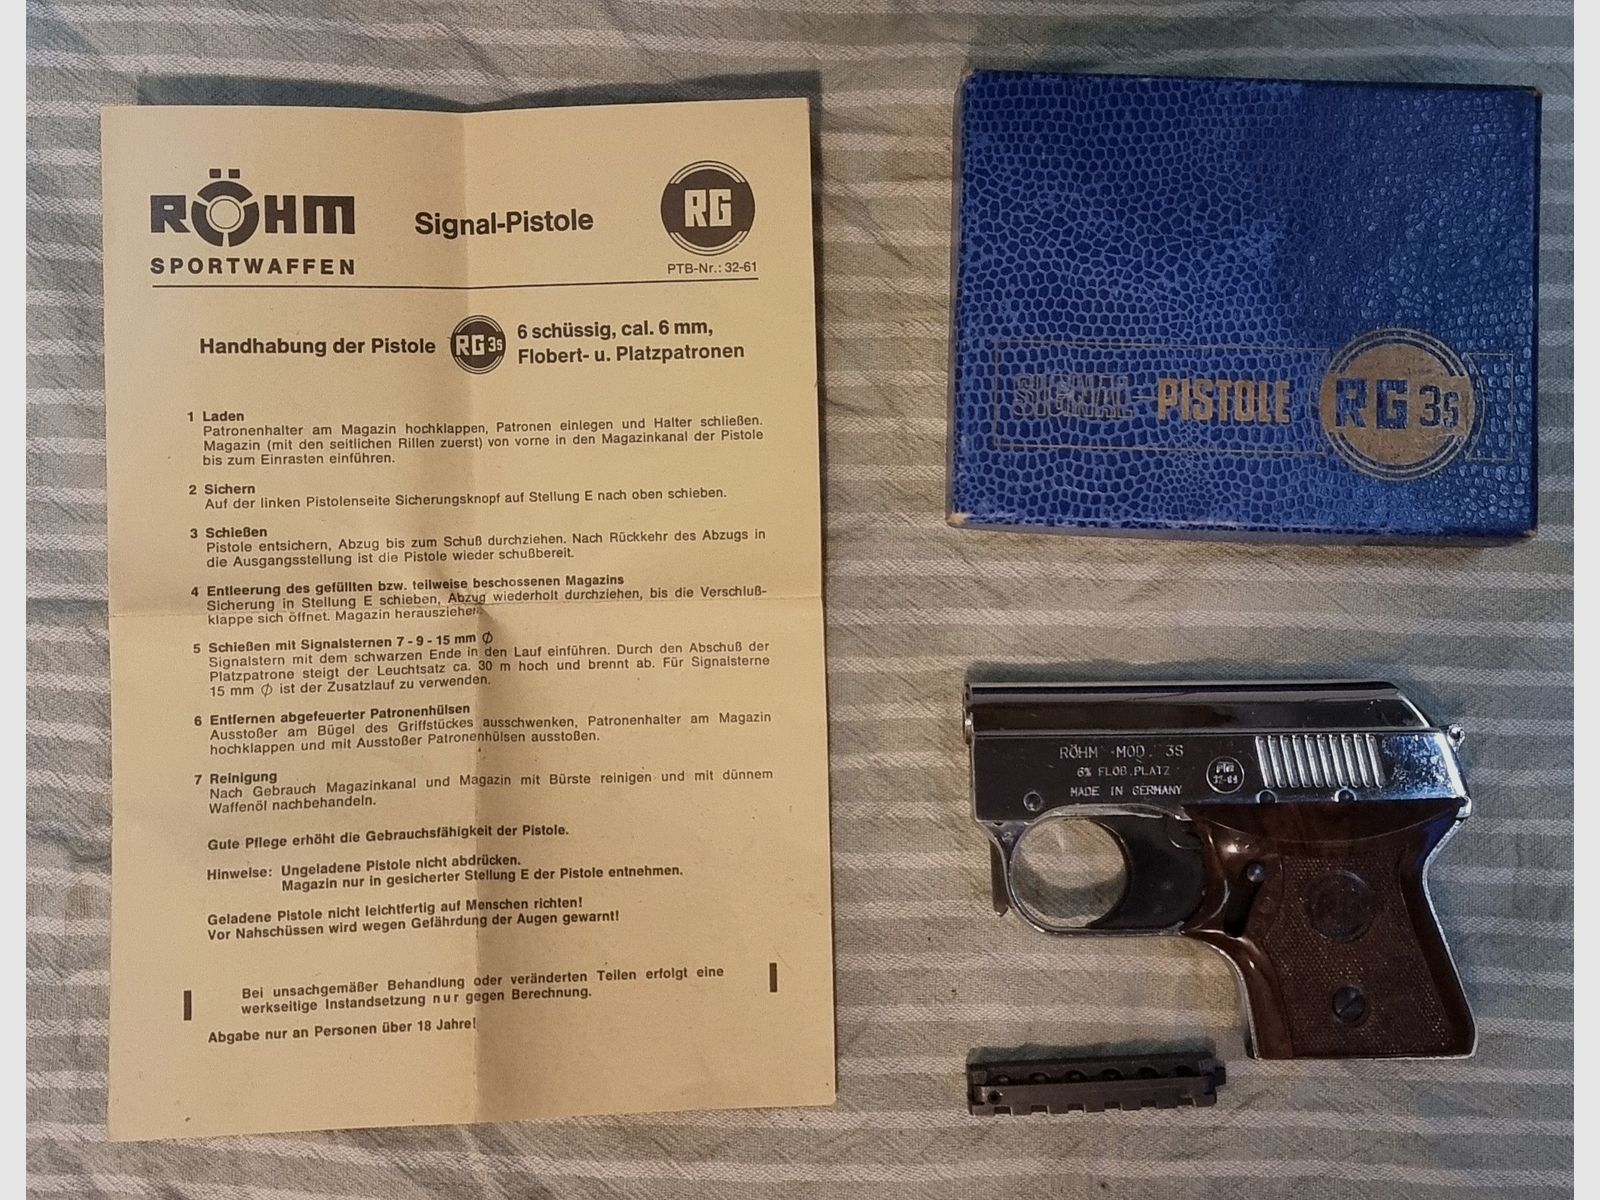 RÖHM
SPORTWAFFEN
Signal-Pistole
RG
PTB-Nr.: 32-61
Handhabung der Pistole RG 3s 6 schüssig, cal. 6 mm,
Flobert- u. Platzpatronen
1 Laden
Patronenhalter am Magazin hochklappen, Patronen einlegen und Halter schließen.
Magazin (mit den seitlichen Rillen zuerst) von vorne in den Magazinkanal der Pistole
bis zum Einrasten einführen.
2 Sichern
Auf der linken Pistolenseite Sicherungsknopf auf Stellung E nach oben schieben.
3 Schießen
Pistole entsichern, Abzug bis zum Schuß durchziehen. Nach Rückkehr des Abzugs in
die Ausgangsstellung ist die Pistole wieder schußbereit.
4 Entleerung des gefüllten bzw. teilweise beschossenen Magazins
Sicherung in Stellung E schieben, Abzug wiederholt durchziehen, bis die Verschluß-
klappe sich öffnet. Magazin herausziehen.
5 Schießen mit Signalsternen 7 - 9 - 15 mm ∅
Signalstern mit dem schwarzen Ende in den Lauf einführen. Durch den Abschuß der
Platzpatrone steigt der Leuchtsatz ca. 30 m hoch und brennt ab. Für Signalsterne
15 mm ∅ ist der Zusatzlauf zu verwenden.
6 Entfernen abgefeuerter Patronenhülsen
Ausstoßer am Bügel des Griffstückes ausschwenken, Patronenhalter am Magazin
hochklappen und mit Ausstoßer Patronenhülsen ausstoßen.
7 Reinigung
Nach Gebrauch Magazinkanal und Magazin mit Bürste reinigen und mit dünnem
Waffenöl nachbehandeln.
Gute Pflege erhöht die Gebrauchsfähigkeit der Pistole.
Hinweise: Ungeladene Pistole nicht abdrücken.
Magazin nur in gesicherter Stellung E der Pistole entnehmen.
Geladene Pistole nicht leichtfertig auf Menschen richten!
Vor Nahschüssen wird wegen Gefährdung der Augen gewarnt!
Bei unsachgemäßer Behandlung oder veränderten Teilen erfolgt eine
werkseitige Instandsetzung nur gegen Berechnung.
Abgabe nur an Personen über 18 Jahre!
SIGNAL-PISTOLE RG 3s
RÖHM MOD. 3S
6% FLOB. PLATZ
MADE IN GERMANY
PTB
32-61